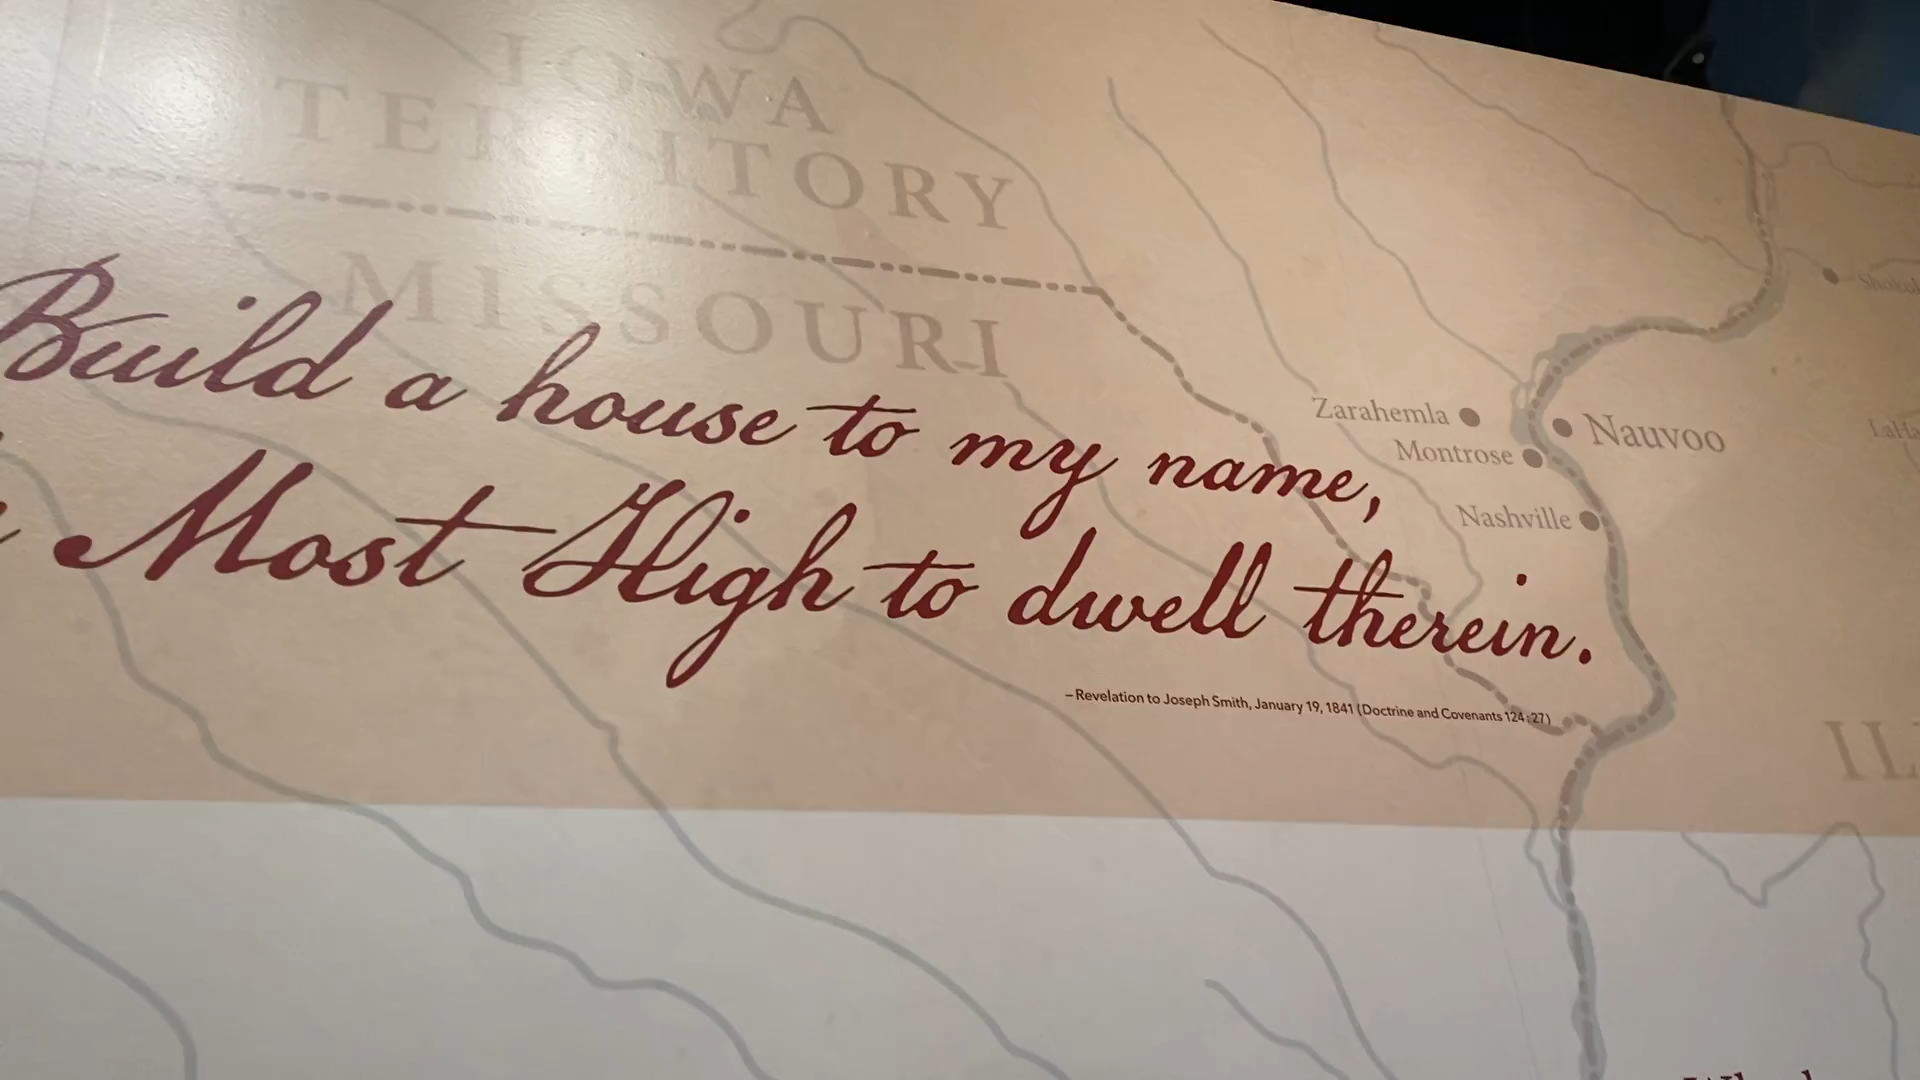 IOWA
TERRITORY
MISSOURI
Build a house to my name,
Most High to dwell therein.
–Revelation to Joseph Smith, January 19, 1841 (Doctrine and Covenants 124:27)
Zarahemla
Nauvoo
Montrose
Nashville